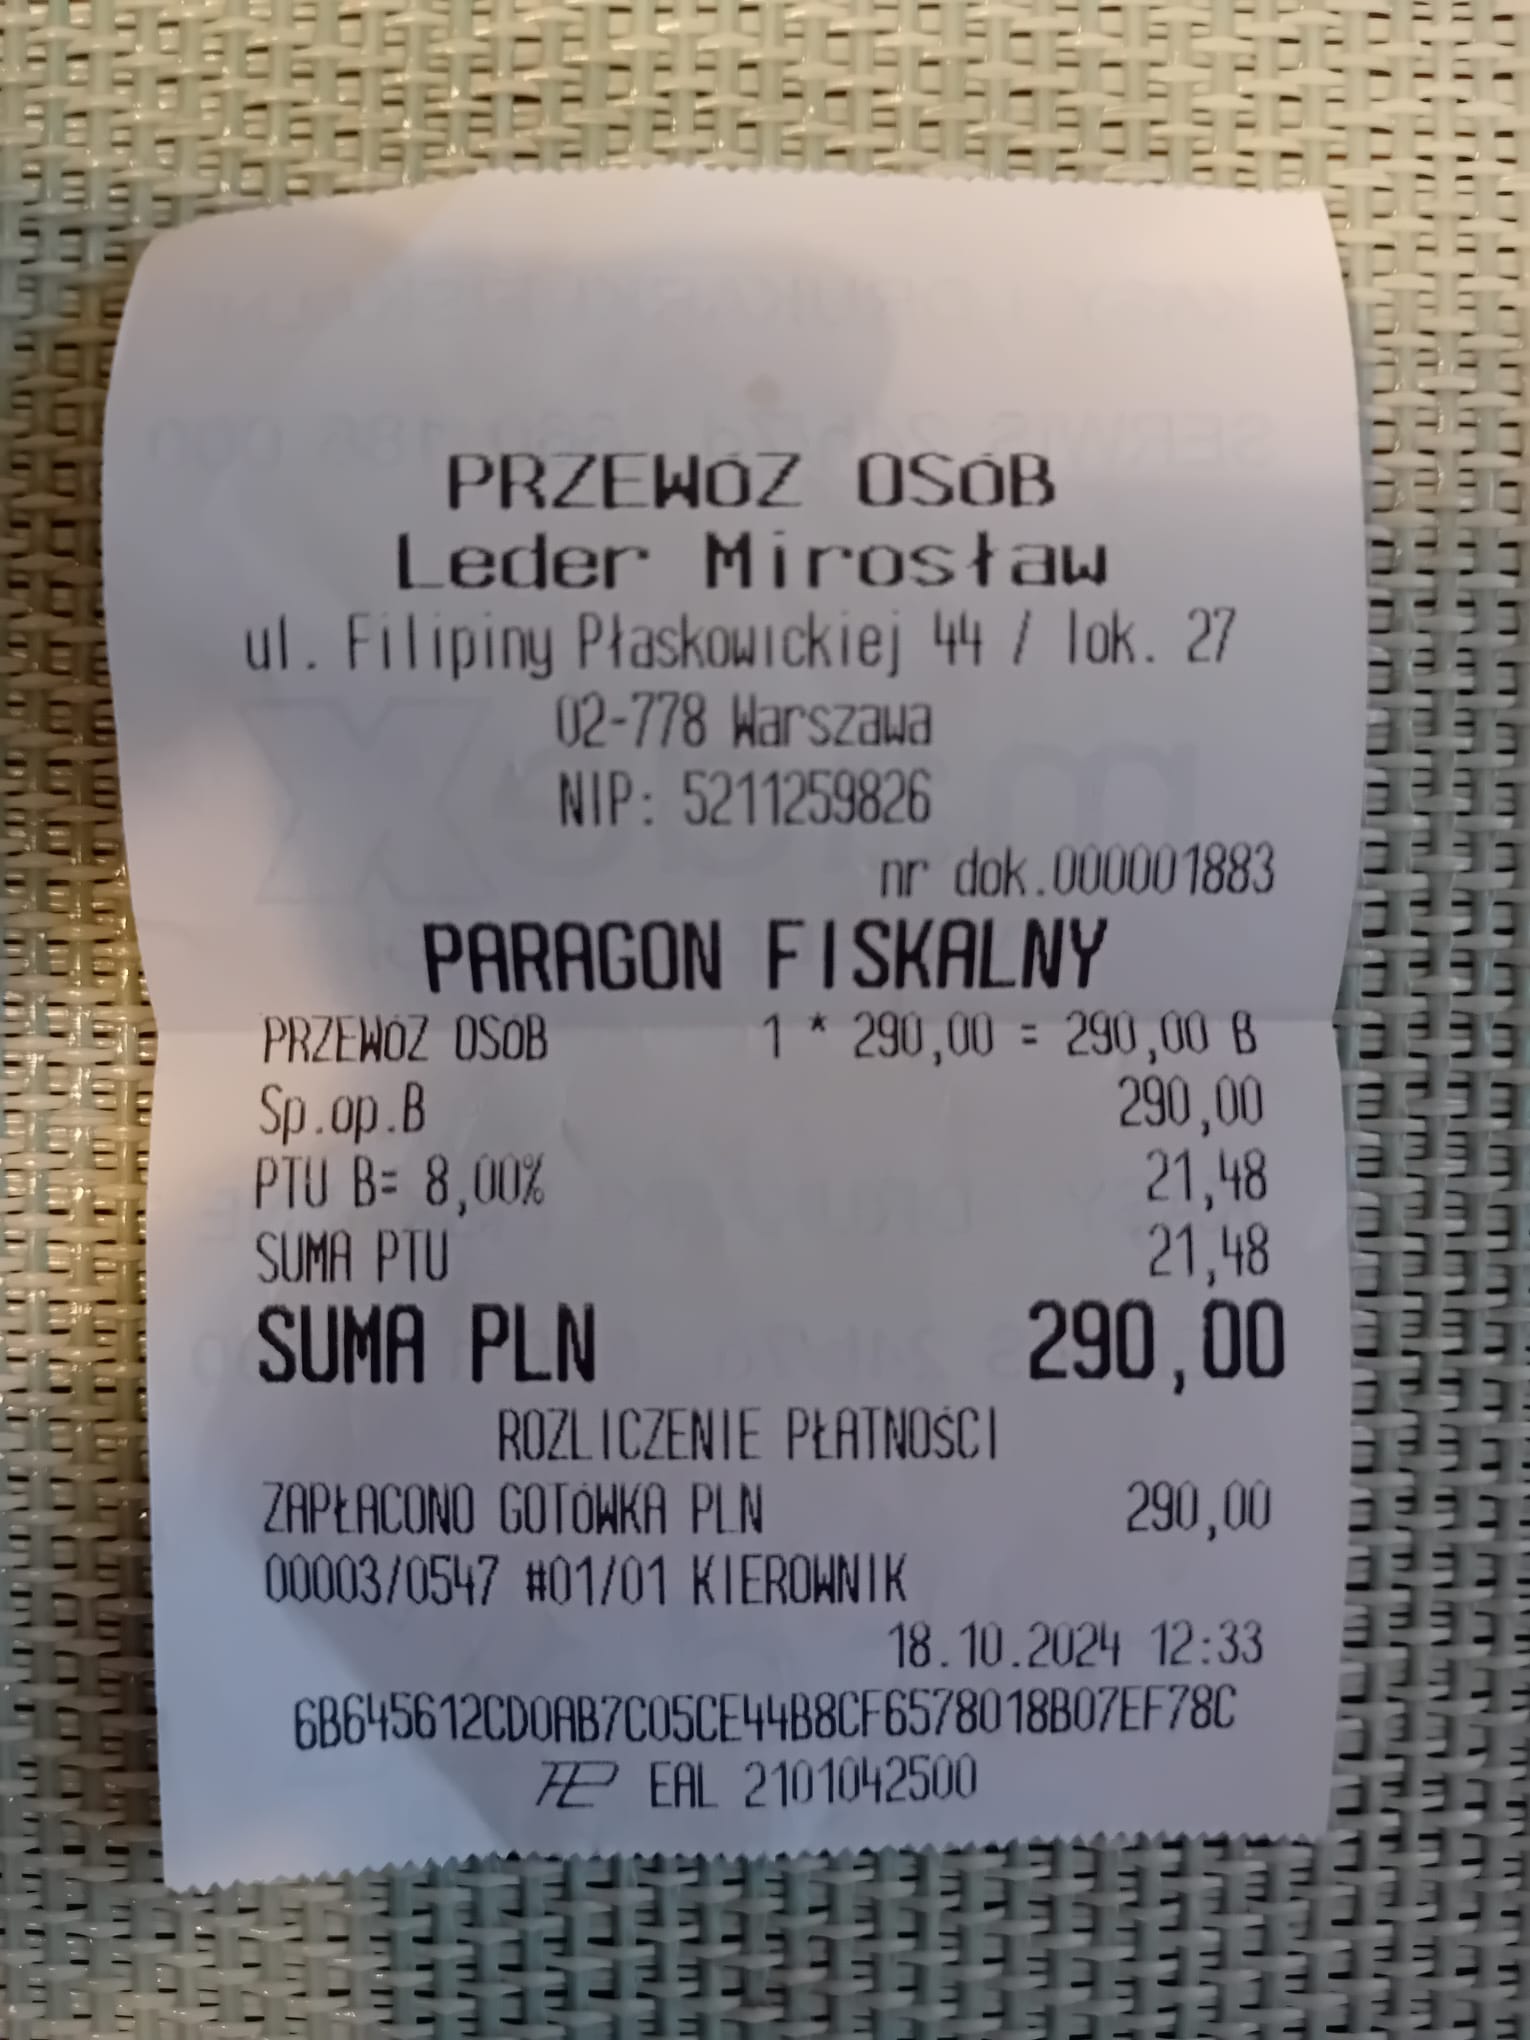 PRZEWÓZ OSÓB
Leder Mirosław
ul. Filipiny Płaskowickiej 44 / lok. 27
02-778 Warszawa
NIP: 5211259826
nr dok.000001883
PARAGON FISKALNY
PRZEWÓZ OSÓB 1 * 290,00 = 290,00 B
Sp.op.B 290,00
PTU B= 8,00% 21,48
SUMA PTU 21,48
SUMA PLN 290,00
ROZLICZENIE PŁATNOŚCI
ZAPŁACONO GOTÓWKA PLN 290,00
00003/0547 #01/01 KIEROWNIK
18.10.2024 12:33
6B645612CD0AB7C05CE44B8CF6578018B07EF78C
EAL 2101042500